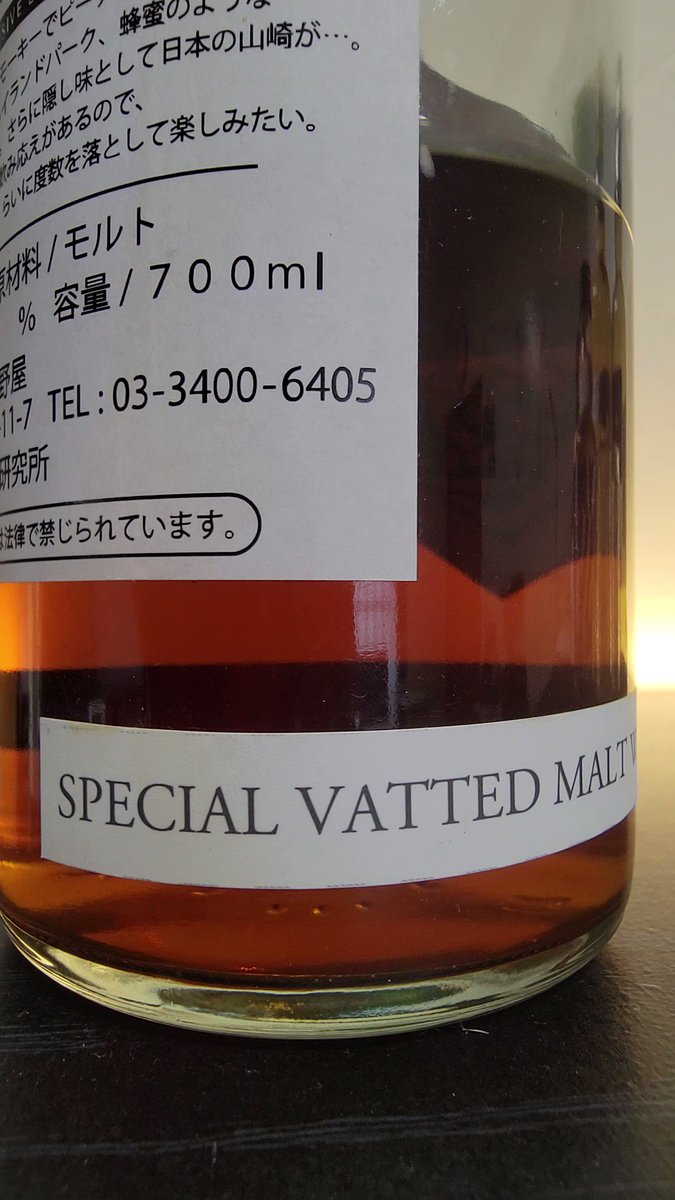 モーキーでピー
イランドパーク、蜂蜜のような
さらに隠し味として日本の山崎が…。
飲み応えがあるので、
らいに度数を落として楽しみたい。
原材料 / モルト
% 容量 / 700ml
野屋
-11-7 TEL : 03-3400-6405
研究所
は法律で禁じられています。
SPECIAL VATTED MALT W